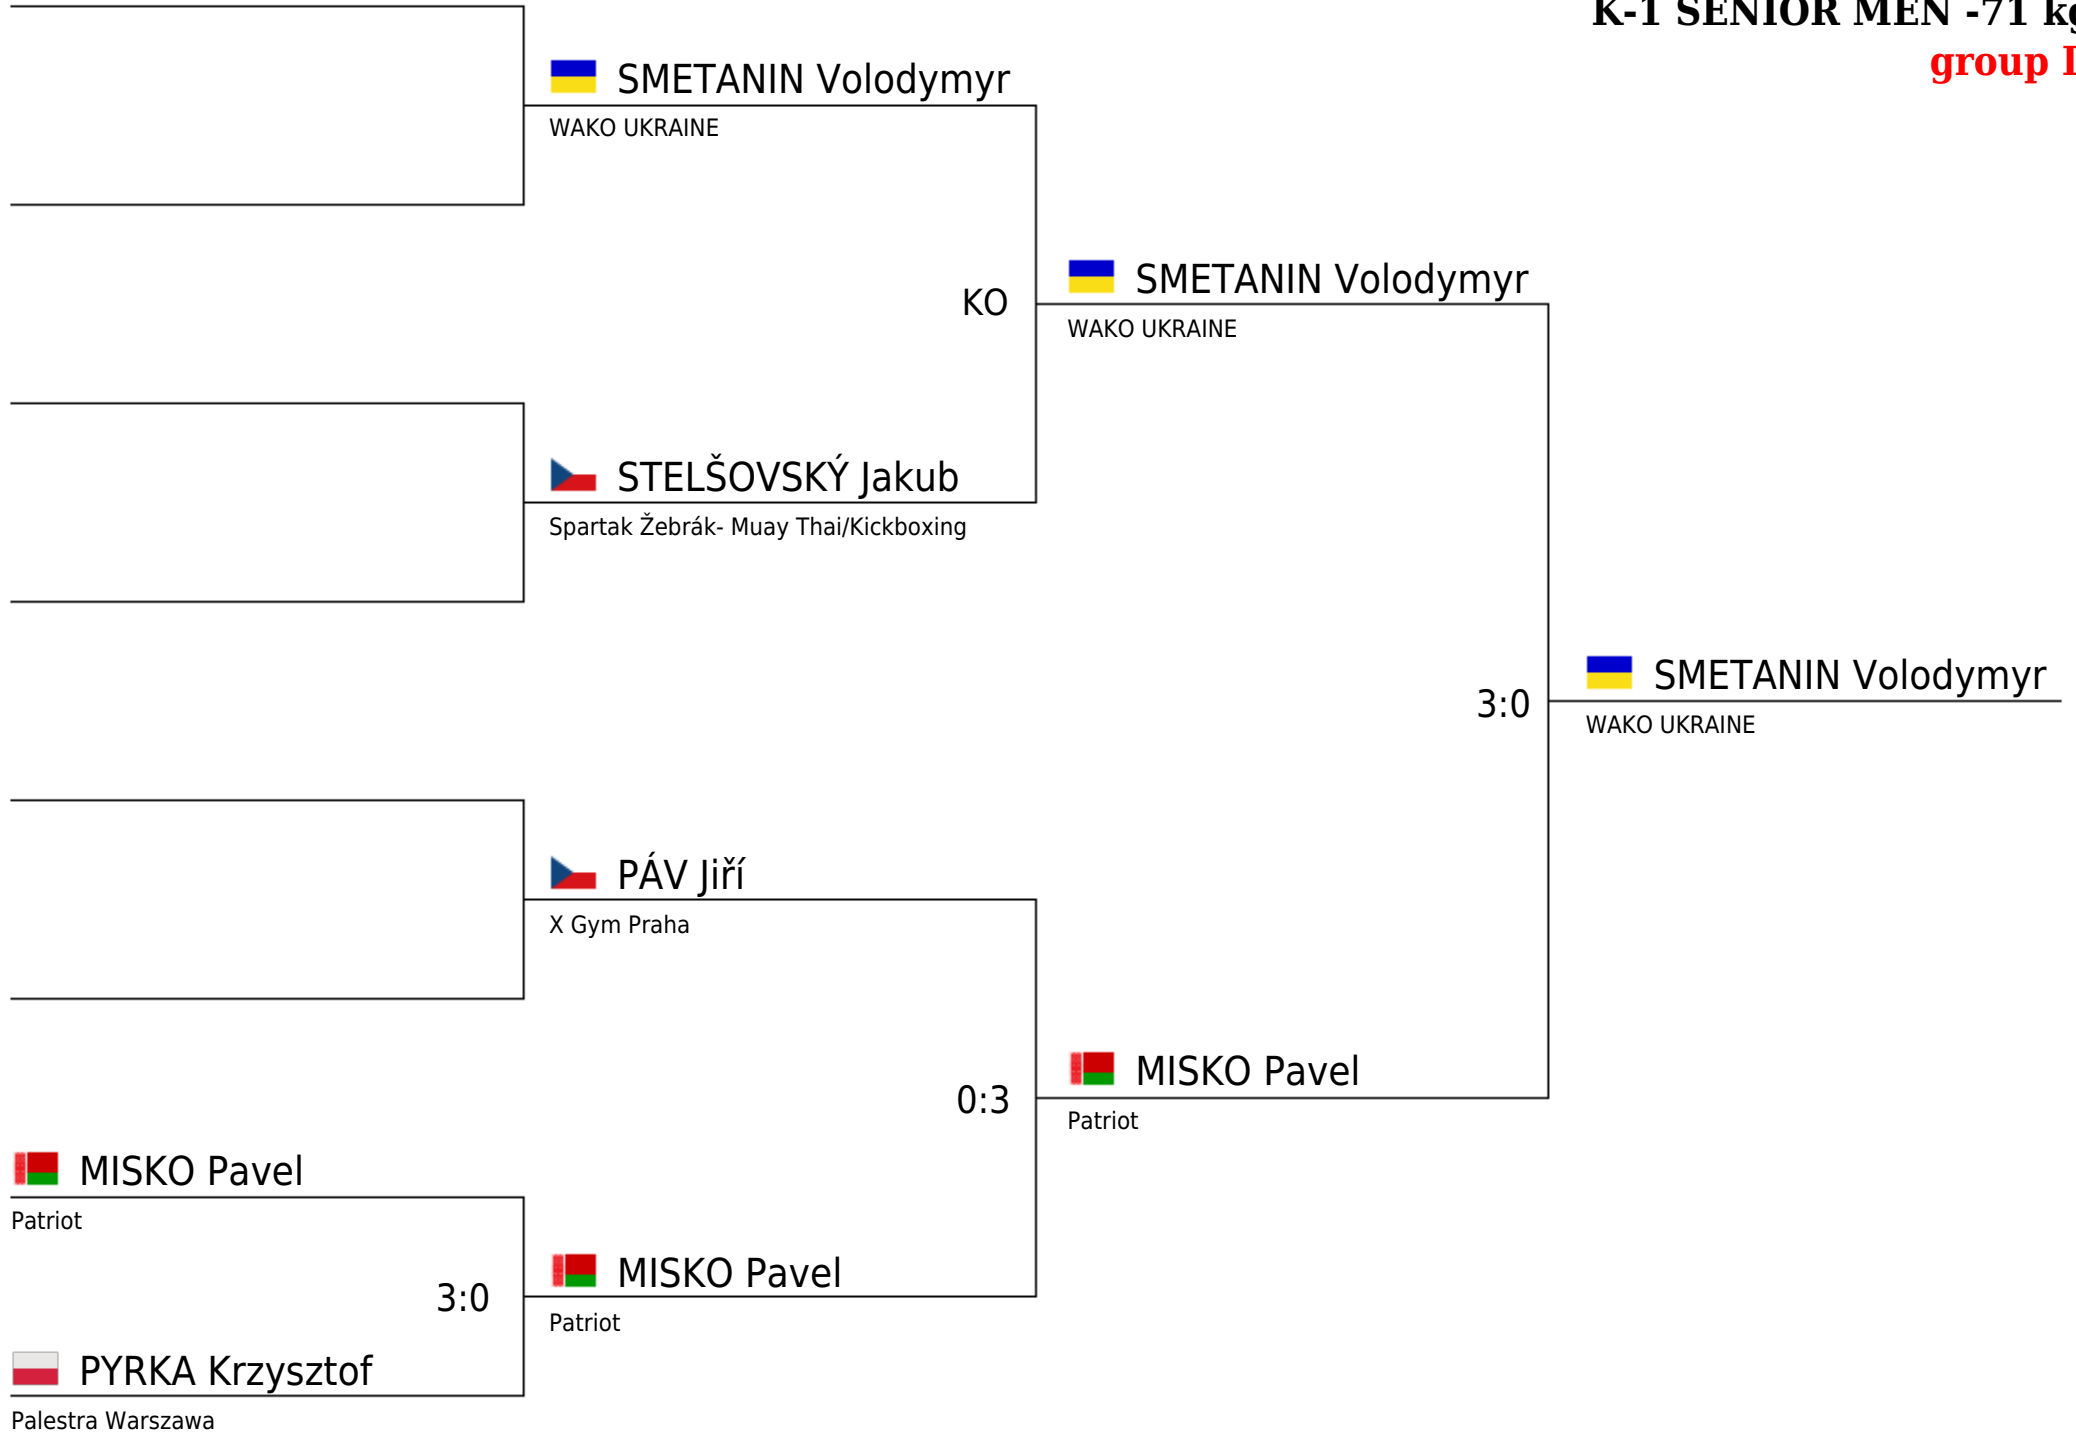 K-1 SENIOR MEN -71 kg
group I
SMETANIN Volodymyr
WAKO UKRAINE
KO
SMETANIN Volodymyr
WAKO UKRAINE
STELŠOVSKÝ Jakub
Spartak Žebrák- Muay Thai/Kickboxing
3:0
SMETANIN Volodymyr
WAKO UKRAINE
PÁV Jiří
X Gym Praha
0:3
MISKO Pavel
Patriot
MISKO Pavel
Patriot
3:0
MISKO Pavel
Patriot
PYRKA Krzysztof
Palestra Warszawa